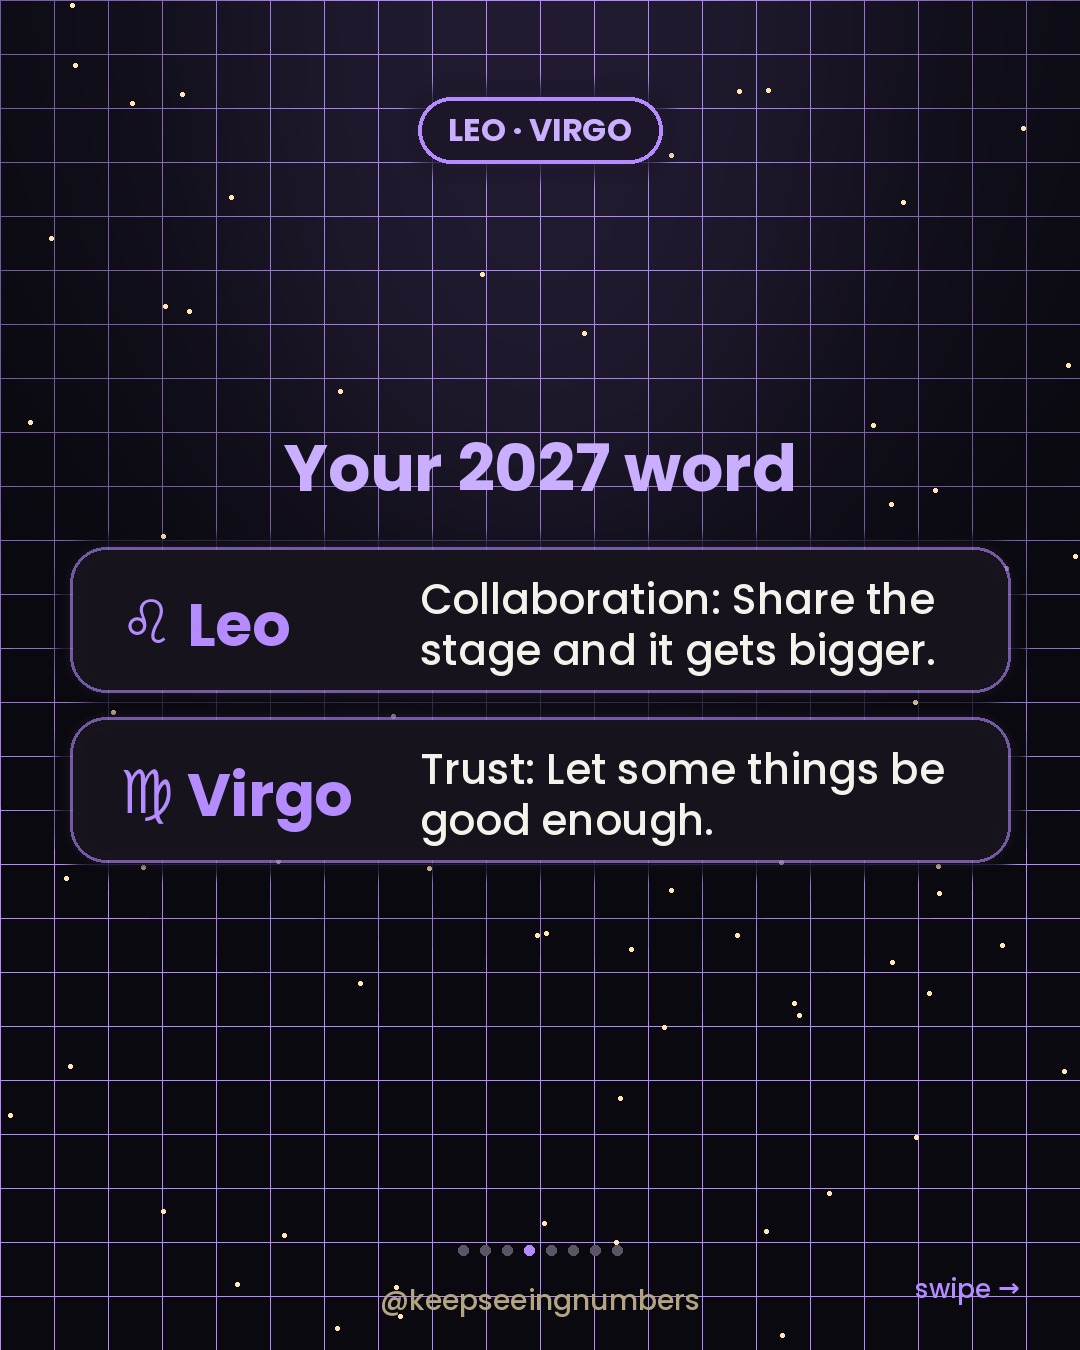 LEO · VIRGO
Your 2027 word
♌ Leo
Collaboration: Share the
stage and it gets bigger.
♍ Virgo
Trust: Let some things be
good enough.
swipe →
@keepseeingnumbers